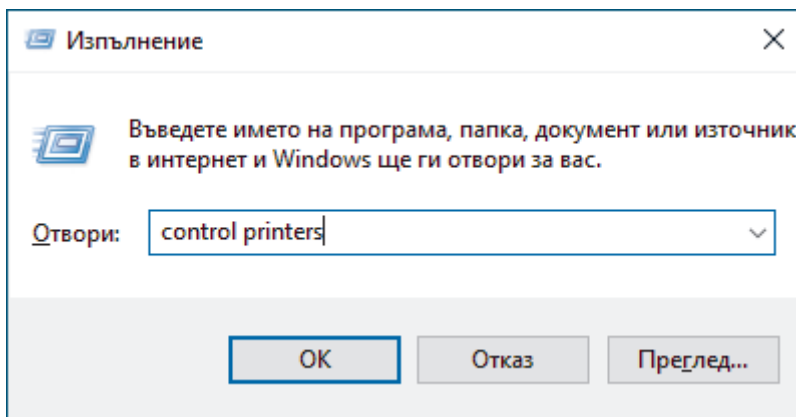 Изпълнение
Въведете името на програма, папка, документ или източник
в интернет и Windows ще ги отвори за вас.
Отвори: control printers
OK Отказ Преглед...